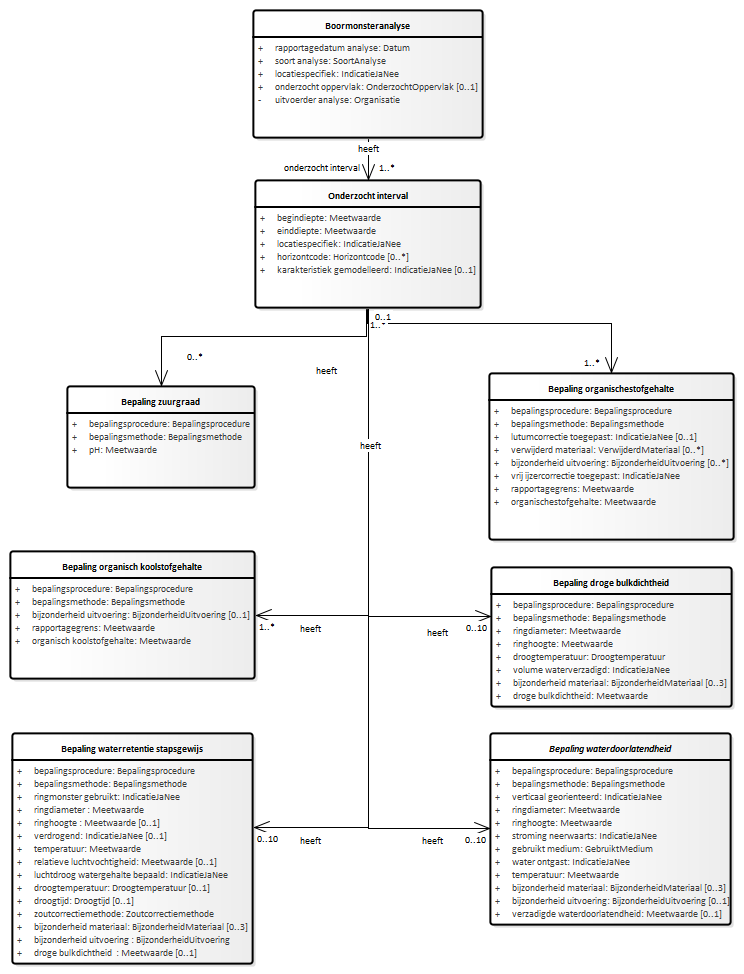 Boormonsteranalyse
+ rapportagedatum analyse: Datum
+ soort analyse: SoortAnalyse
+ locatiespecifiek: IndicatieJaNee
+ onderzocht oppervlak: OnderzochtOppervlak [0..1]
- uitvoerder analyse: Organisatie
heeft
onderzocht interval 1..*
Onderzocht interval
+ begindiepte: Meetwaarde
+ einddiepte: Meetwaarde
+ locatiespecifiek: IndicatieJaNee
+ horizontcode: Horizontcode [0..*]
+ karakteristiek gemodelleerd: IndicatieJaNee [0..1]
0..1
1..*
0..*
1..*
heeft
Bepaling zuurgraad
+ bepalingsprocedure: Bepalingsprocedure
+ bepalingsmethode: Bepalingsmethode
+ pH: Meetwaarde
Bepaling organischestofgehalte
+ bepalingsprocedure: Bepalingsprocedure
+ bepalingsmethode: Bepalingsmethode
+ lutumcorrectie toegepast: IndicatieJaNee [0..1]
+ verwijderd materiaal: VerwijderdMateriaal [0..*]
+ bijzonderheid uitvoering: BijzonderheidUitvoering [0..*]
+ vrij ijzercorrectie toegepast: IndicatieJaNee
+ rapportagegrens: Meetwaarde
+ organischestofgehalte: Meetwaarde
heeft
Bepaling organisch koolstofgehalte
+ bepalingsprocedure: Bepalingsprocedure
+ bepalingsmethode: Bepalingsmethode
+ bijzonderheid uitvoering: BijzonderheidUitvoering [0..1]
+ rapportagegrens: Meetwaarde
+ organisch koolstofgehalte: Meetwaarde
1..*
heeft
Bepaling droge bulkdichtheid
+ bepalingsprocedure: Bepalingsprocedure
+ bepalingsmethode: Bepalingsmethode
+ ringdiameter: Meetwaarde
+ ringhoogte: Meetwaarde
+ droogtemperatuur: Droogtemperatuur
+ volume waterverzadigd: IndicatieJaNee
+ bijzonderheid materiaal: BijzonderheidMateriaal [0..3]
+ droge bulkdichtheid: Meetwaarde
heeft
0..10
Bepaling waterretentie stapsgewijs
+ bepalingsprocedure: Bepalingsprocedure
+ bepalingsmethode: Bepalingsmethode
+ ringmonster gebruikt: IndicatieJaNee
+ ringdiameter : Meetwaarde
+ ringhoogte : Meetwaarde [0..1]
+ verdrogend: IndicatieJaNee [0..1]
+ temperatuur: Meetwaarde
+ relatieve luchtvochtigheid: Meetwaarde [0..1]
+ luchtdroog watergehalte bepaald: IndicatieJaNee
+ droogtemperatuur: Droogtemperatuur [0..1]
+ droogtijd: Droogtijd [0..1]
+ zoutcorrectiemethode: Zoutcorrectiemethode
+ bijzonderheid materiaal: BijzonderheidMateriaal [0..3]
+ bijzonderheid uitvoering : BijzonderheidUitvoering
+ droge bulkdichtheid : Meetwaarde [0..1]
0..10
heeft
Bepaling waterdoorlatendheid
+ bepalingsprocedure: Bepalingsprocedure
+ bepalingsmethode: Bepalingsmethode
+ verticaal georienteerd: IndicatieJaNee
+ ringdiameter: Meetwaarde
+ ringhoogte: Meetwaarde
+ stroming neerwaarts: IndicatieJaNee
+ gebruikt medium: GebruiktMedium
+ water ontgast: IndicatieJaNee
+ temperatuur: Meetwaarde
+ bijzonderheid materiaal: BijzonderheidMateriaal [0..3]
+ bijzonderheid uitvoering: BijzonderheidUitvoering [0..1]
+ verzadigde waterdoorlatendheid: Meetwaarde [0..1]
heeft
0..10